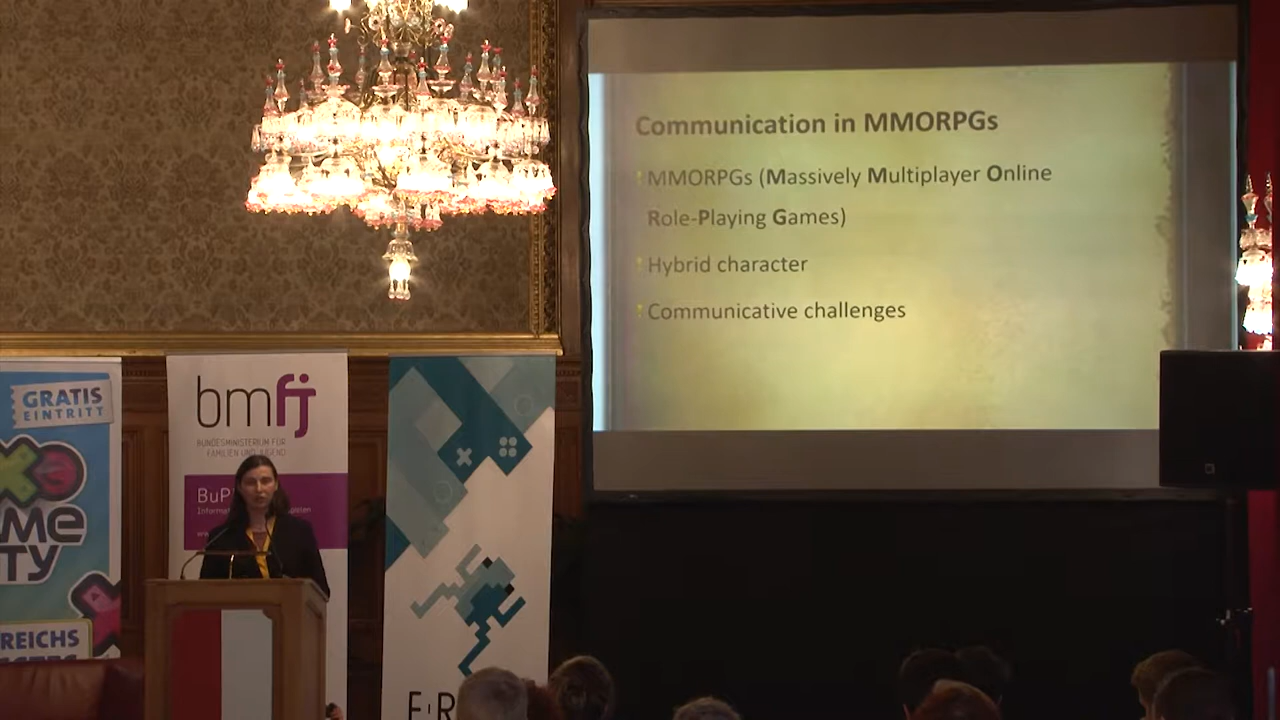 Communication in MMORPGs
MMORPGs (Massively Multiplayer Online
Role-Playing Games)
Hybrid character
Communicative challenges
GRATIS
EINTRITT
bmfj
BUNDESMINISTERIUM FÜR
FAMILIEN UND JUGEND
BuP